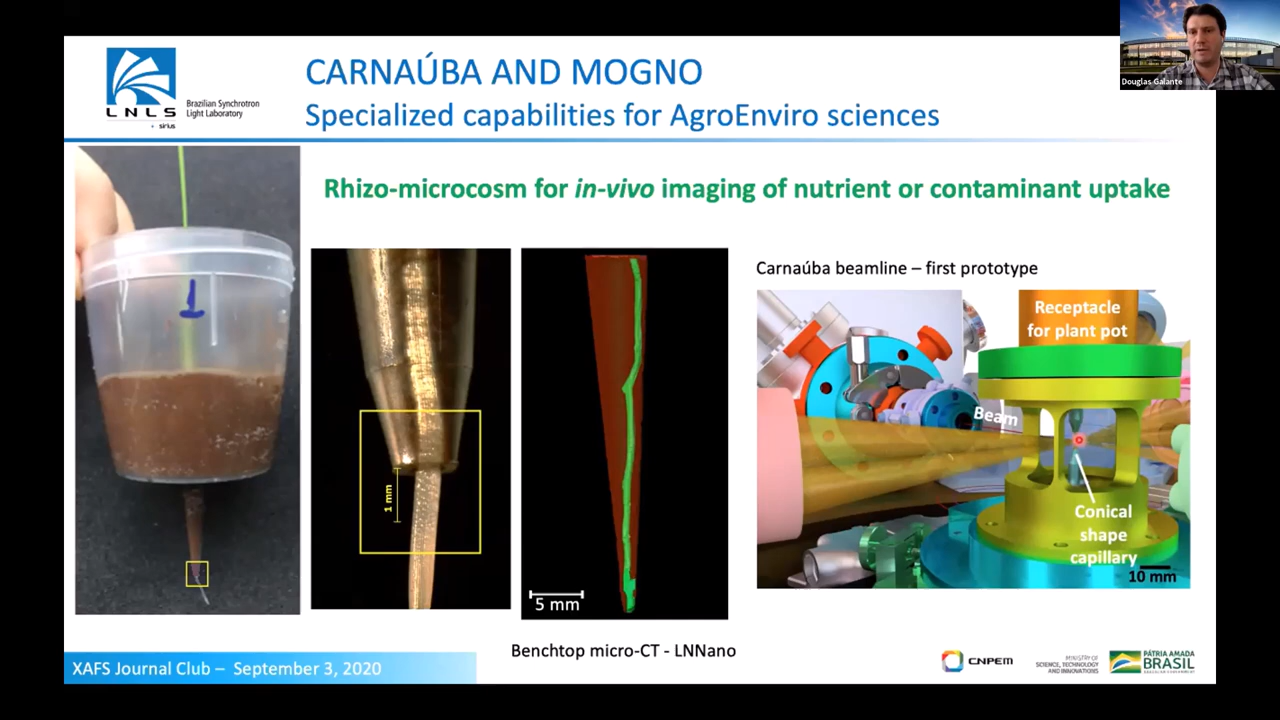 Douglas Galante
LNLS
sirius
Brazilian Synchrotron
Light Laboratory
CARNAÚBA AND MOGNO
Specialized capabilities for AgroEnviro sciences
Rhizo-microcosm for in-vivo imaging of nutrient or contaminant uptake
1
1 mm
5 mm
Benchtop micro-CT - LNNano
Carnaúba beamline – first prototype
Receptacle
for plant pot
Beam
Conical
shape
capillary
10 mm
XAFS Journal Club – September 3, 2020
CNPEM
MINISTRY OF
SCIENCE, TECHNOLOGY
AND INNOVATIONS
PÁTRIA AMADA
BRASIL